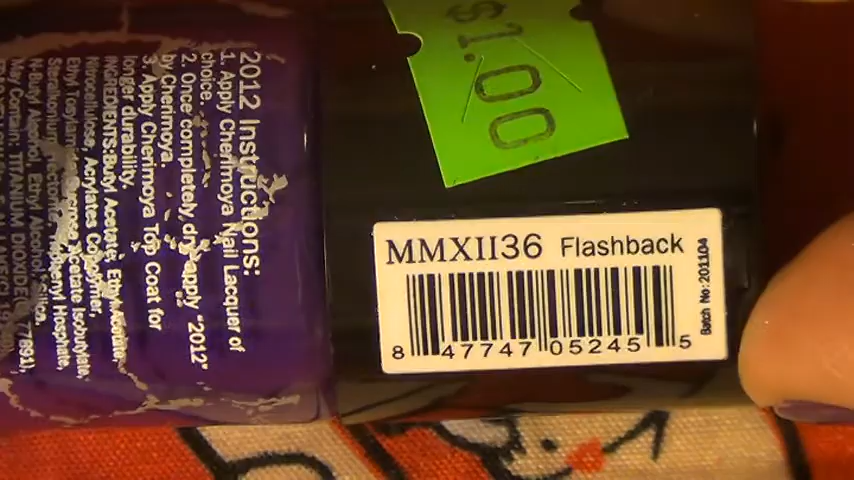 $1.00
MMXII36 Flashback
8 47747 05245 5
Batch No: 201104
2012 Instructions:
1. Apply Cherimoya Nail Lacquer of
choice.
2. Once completely dry apply "2012"
by Cherimoya.
3. Apply Cherimoya Top Coat for
longer durability.
INGREDIENTS: Butyl Acetate, Ethyl Acetate,
Nitrocellulose, Acrylates Copolymer,
Acetate Isobutylate,
N-Butyl Alcohol, Ethyl Alcohol, Silica,
May Contain: TITANIUM DIOXIDE